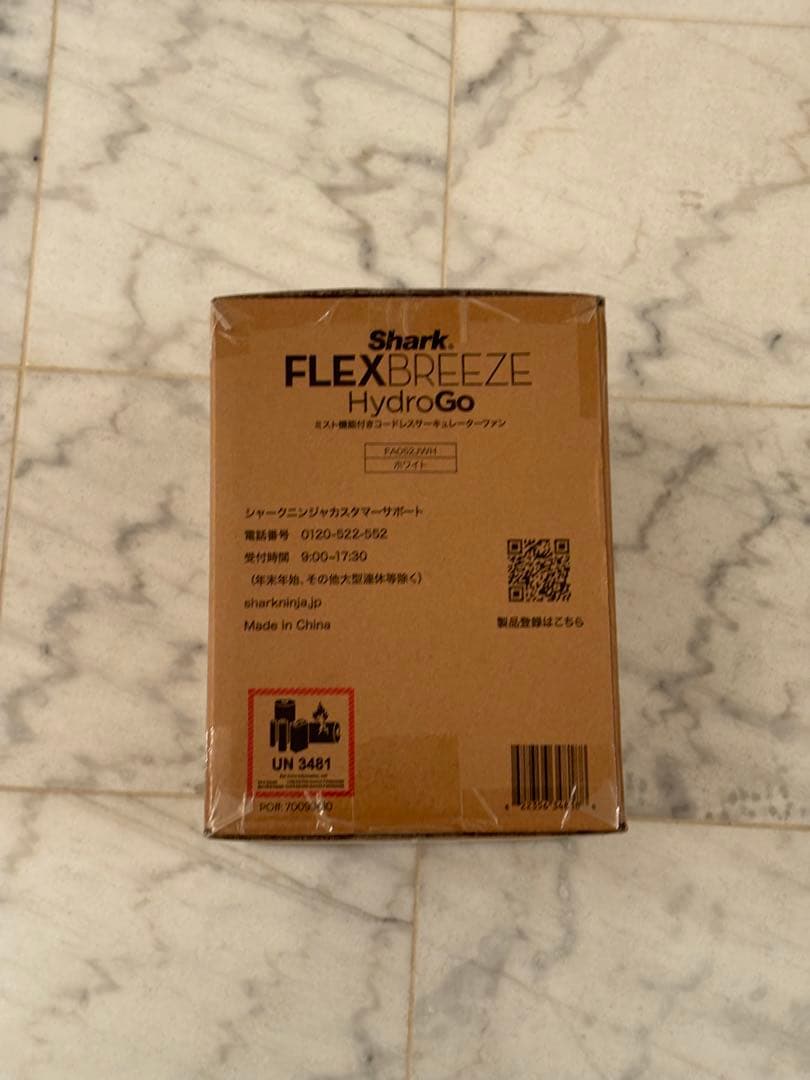 Shark®
FLEXBREEZE
HydroGo
ミスト機能付きコードレスサーキュレーターファン
FA052JWH
ホワイト
シャークニンジャカスタマーサポート
電話番号 0120-522-552
受付時間 9:00-17:30
(年末年始、その他大型連休等除く)
sharkninja.jp
Made in China
製品登録はこちら
UN 3481
PO#: